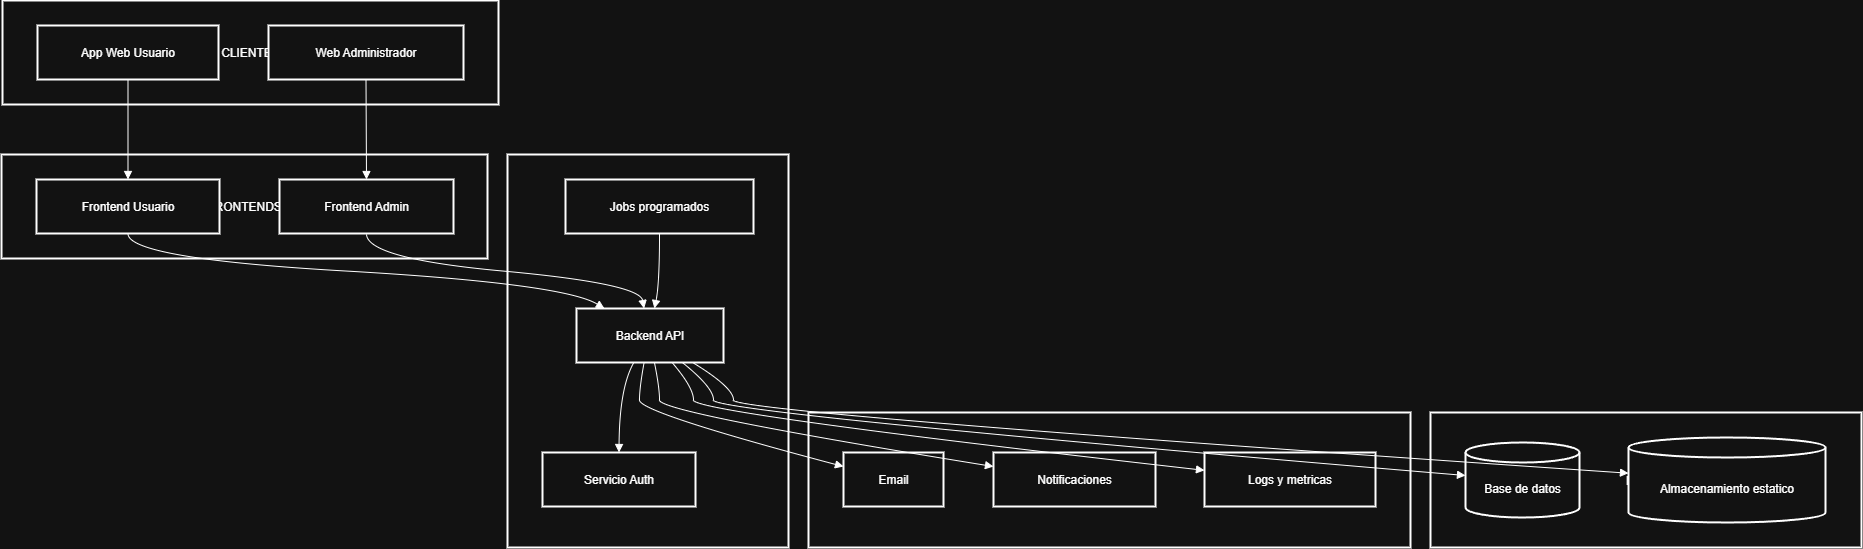 App Web Usuario
CLIENTE
Web Administrador
Frontend Usuario
RONTENDS
Frontend Admin
Jobs programados
Backend API
Servicio Auth
Email
Notificaciones
Logs y metricas
Base de datos
Almacenamiento estatico